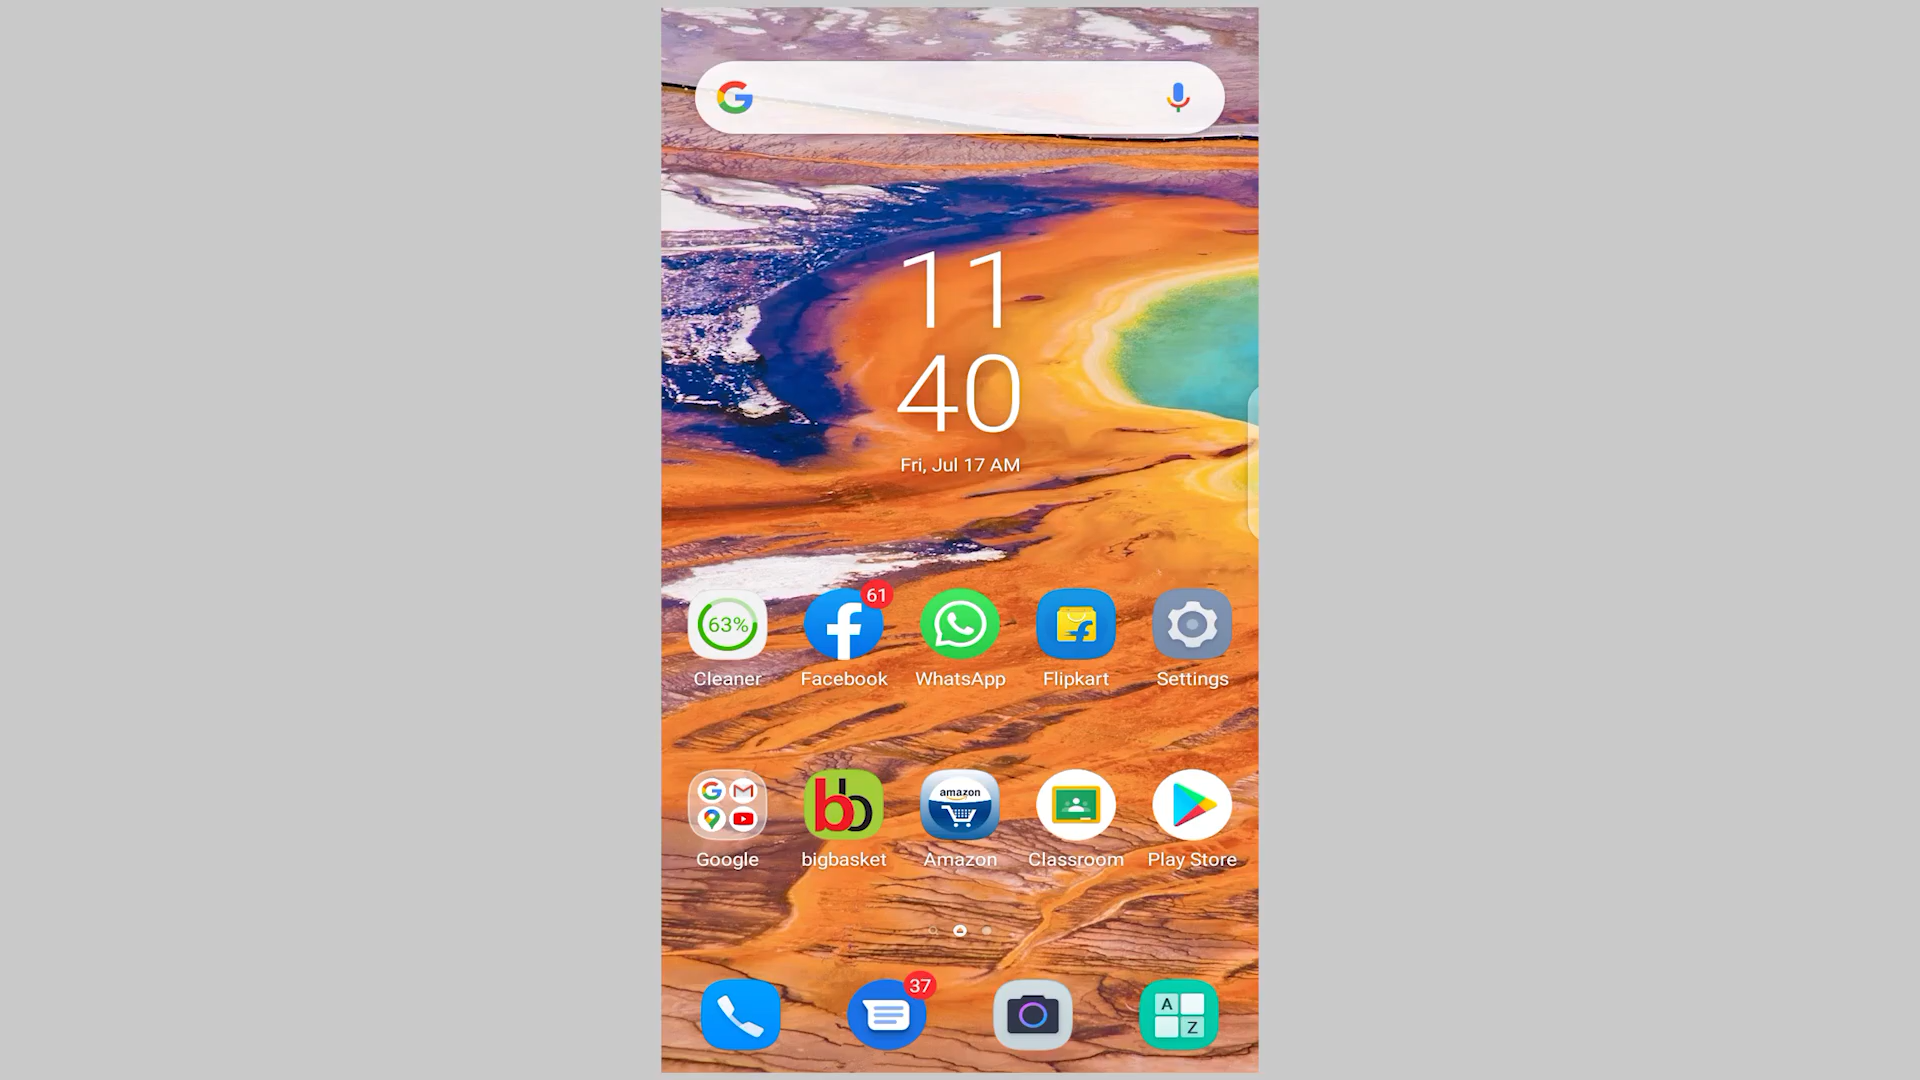 11
40
Fri, Jul 17 AM
63%
61
Cleaner
Facebook
WhatsApp
Flipkart
Settings
bb
amazon
Google
bigbasket
Amazon
Classroom
Play Store
37
A
Z